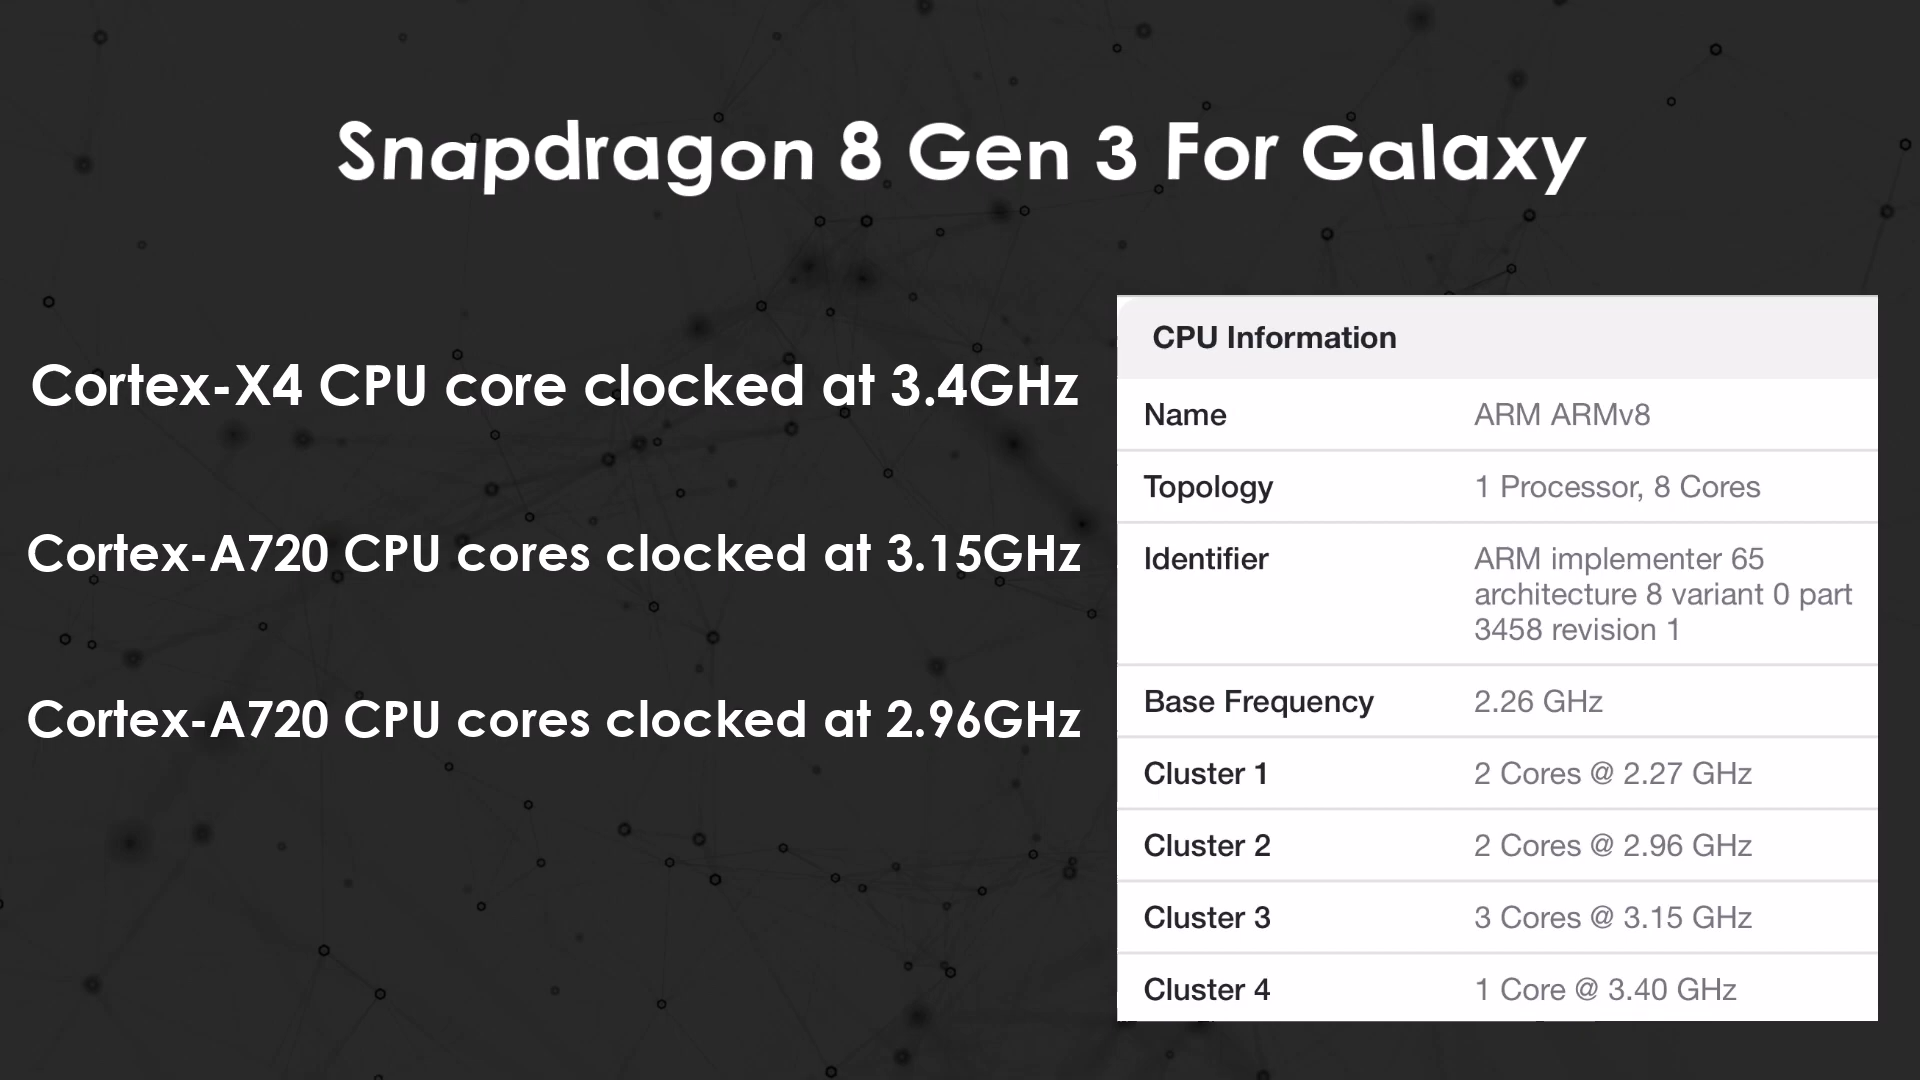 Snapdragon 8 Gen 3 For Galaxy
Cortex-X4 CPU core clocked at 3.4GHz
Cortex-A720 CPU cores clocked at 3.15GHz
Cortex-A720 CPU cores clocked at 2.96GHz
CPU Information
Name ARM ARMv8
Topology 1 Processor, 8 Cores
Identifier ARM implementer 65
architecture 8 variant 0 part
3458 revision 1
Base Frequency 2.26 GHz
Cluster 1 2 Cores @ 2.27 GHz
Cluster 2 2 Cores @ 2.96 GHz
Cluster 3 3 Cores @ 3.15 GHz
Cluster 4 1 Core @ 3.40 GHz